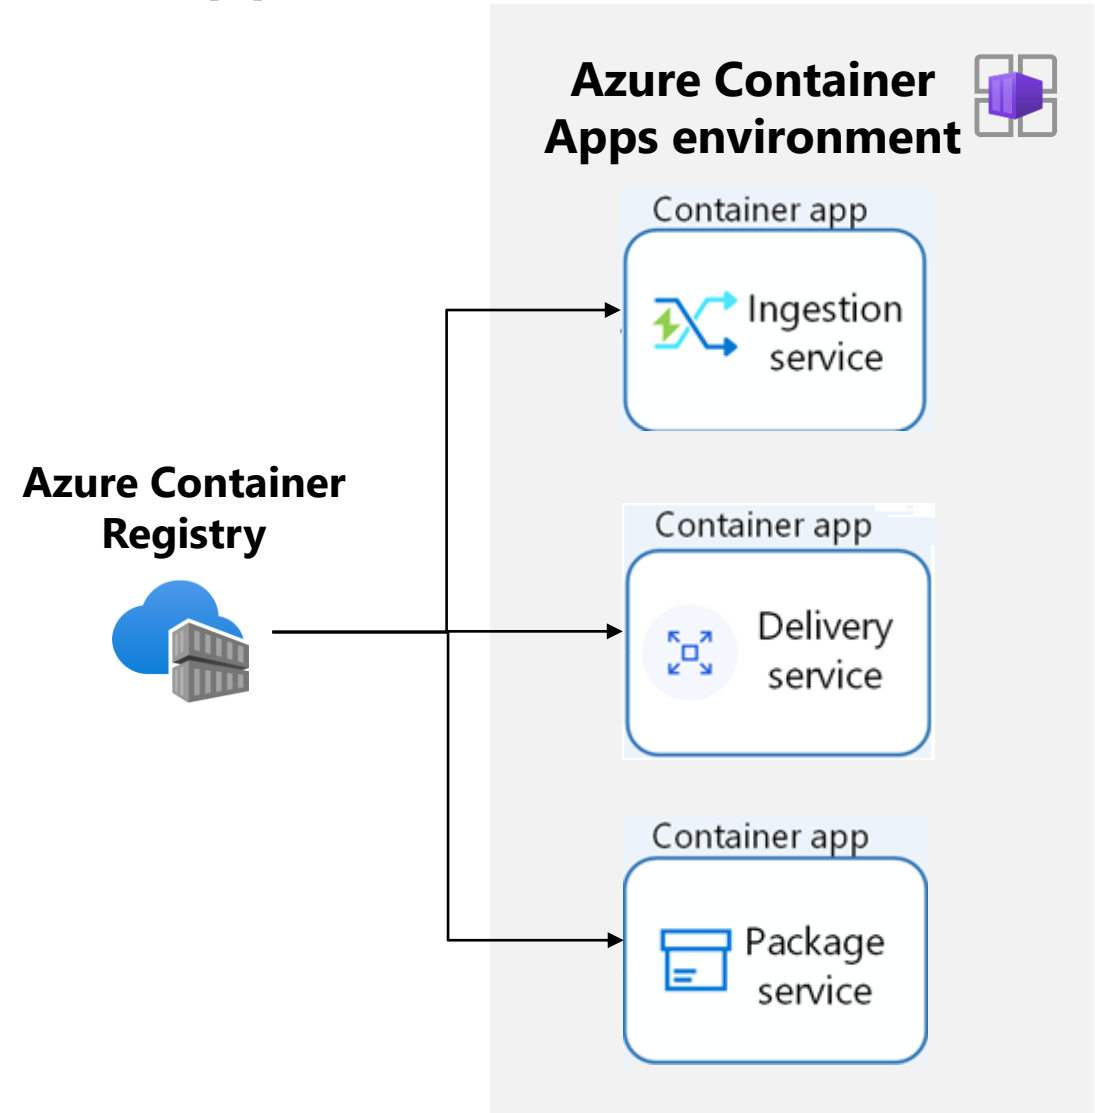 Azure Container
Apps environment
Container app
Ingestion
service
Azure Container
Registry
Container app
Delivery
service
Container app
Package
service